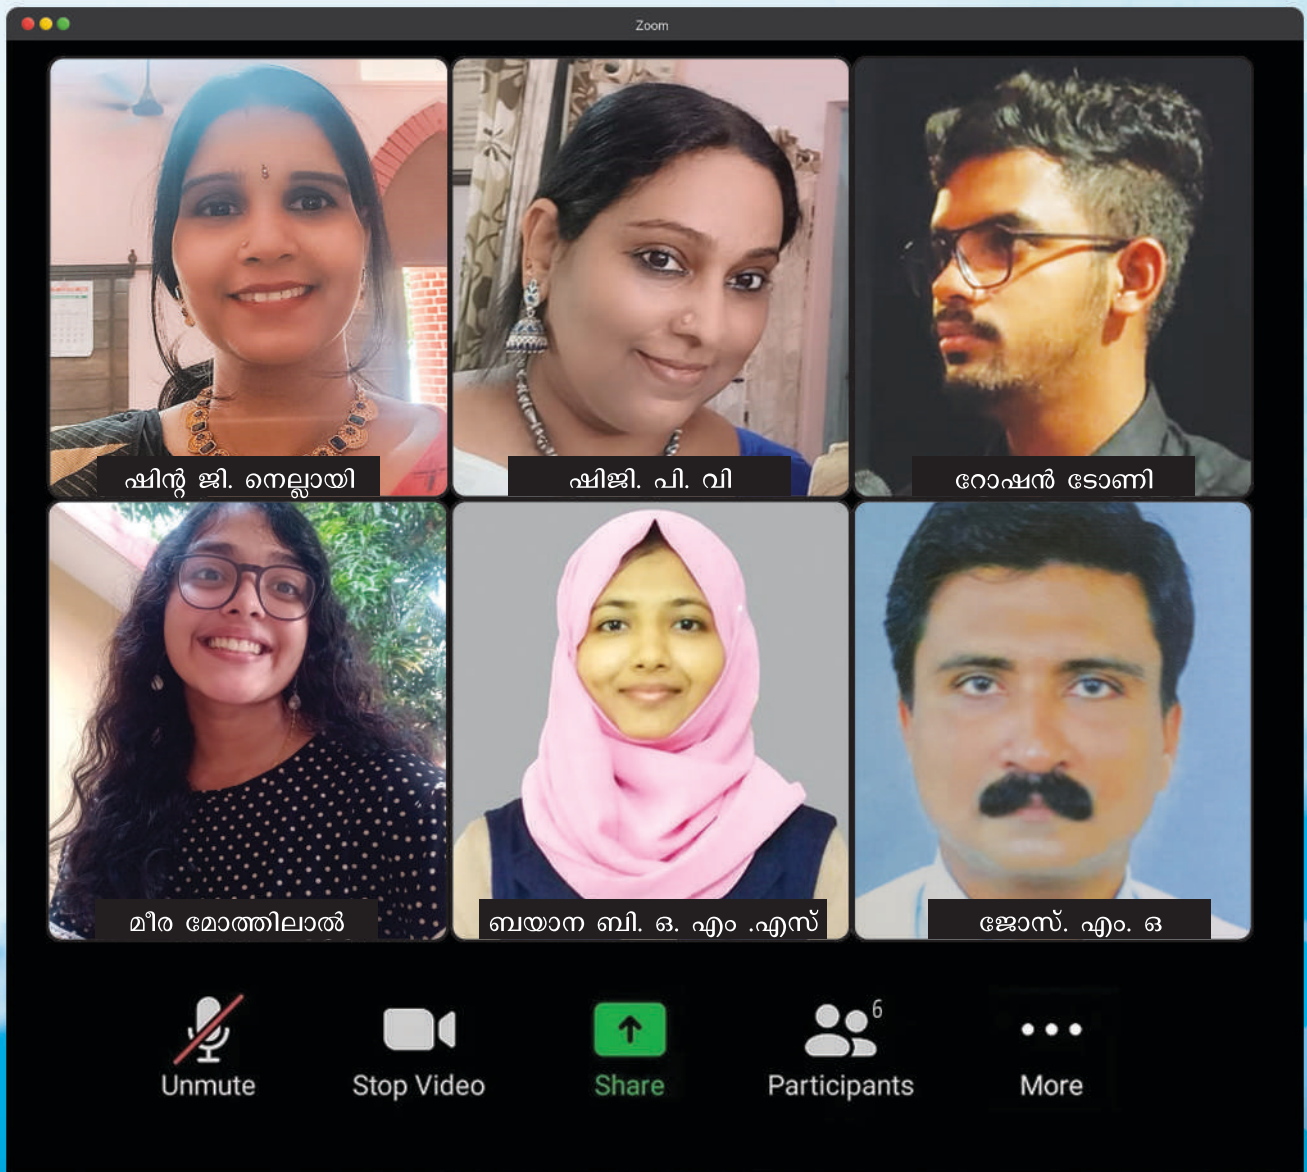 Zoom
ഷിന്റ ജി. നെല്ലായി
ഷിജി. പി. വി
റോഷൻ ടോണി
മീര മോത്തിലാൽ
ബയാന ബി. ഒ. എം .എസ്
ജോസ്. എം. ഒ
6
Unmute
Stop Video
Share
Participants
More